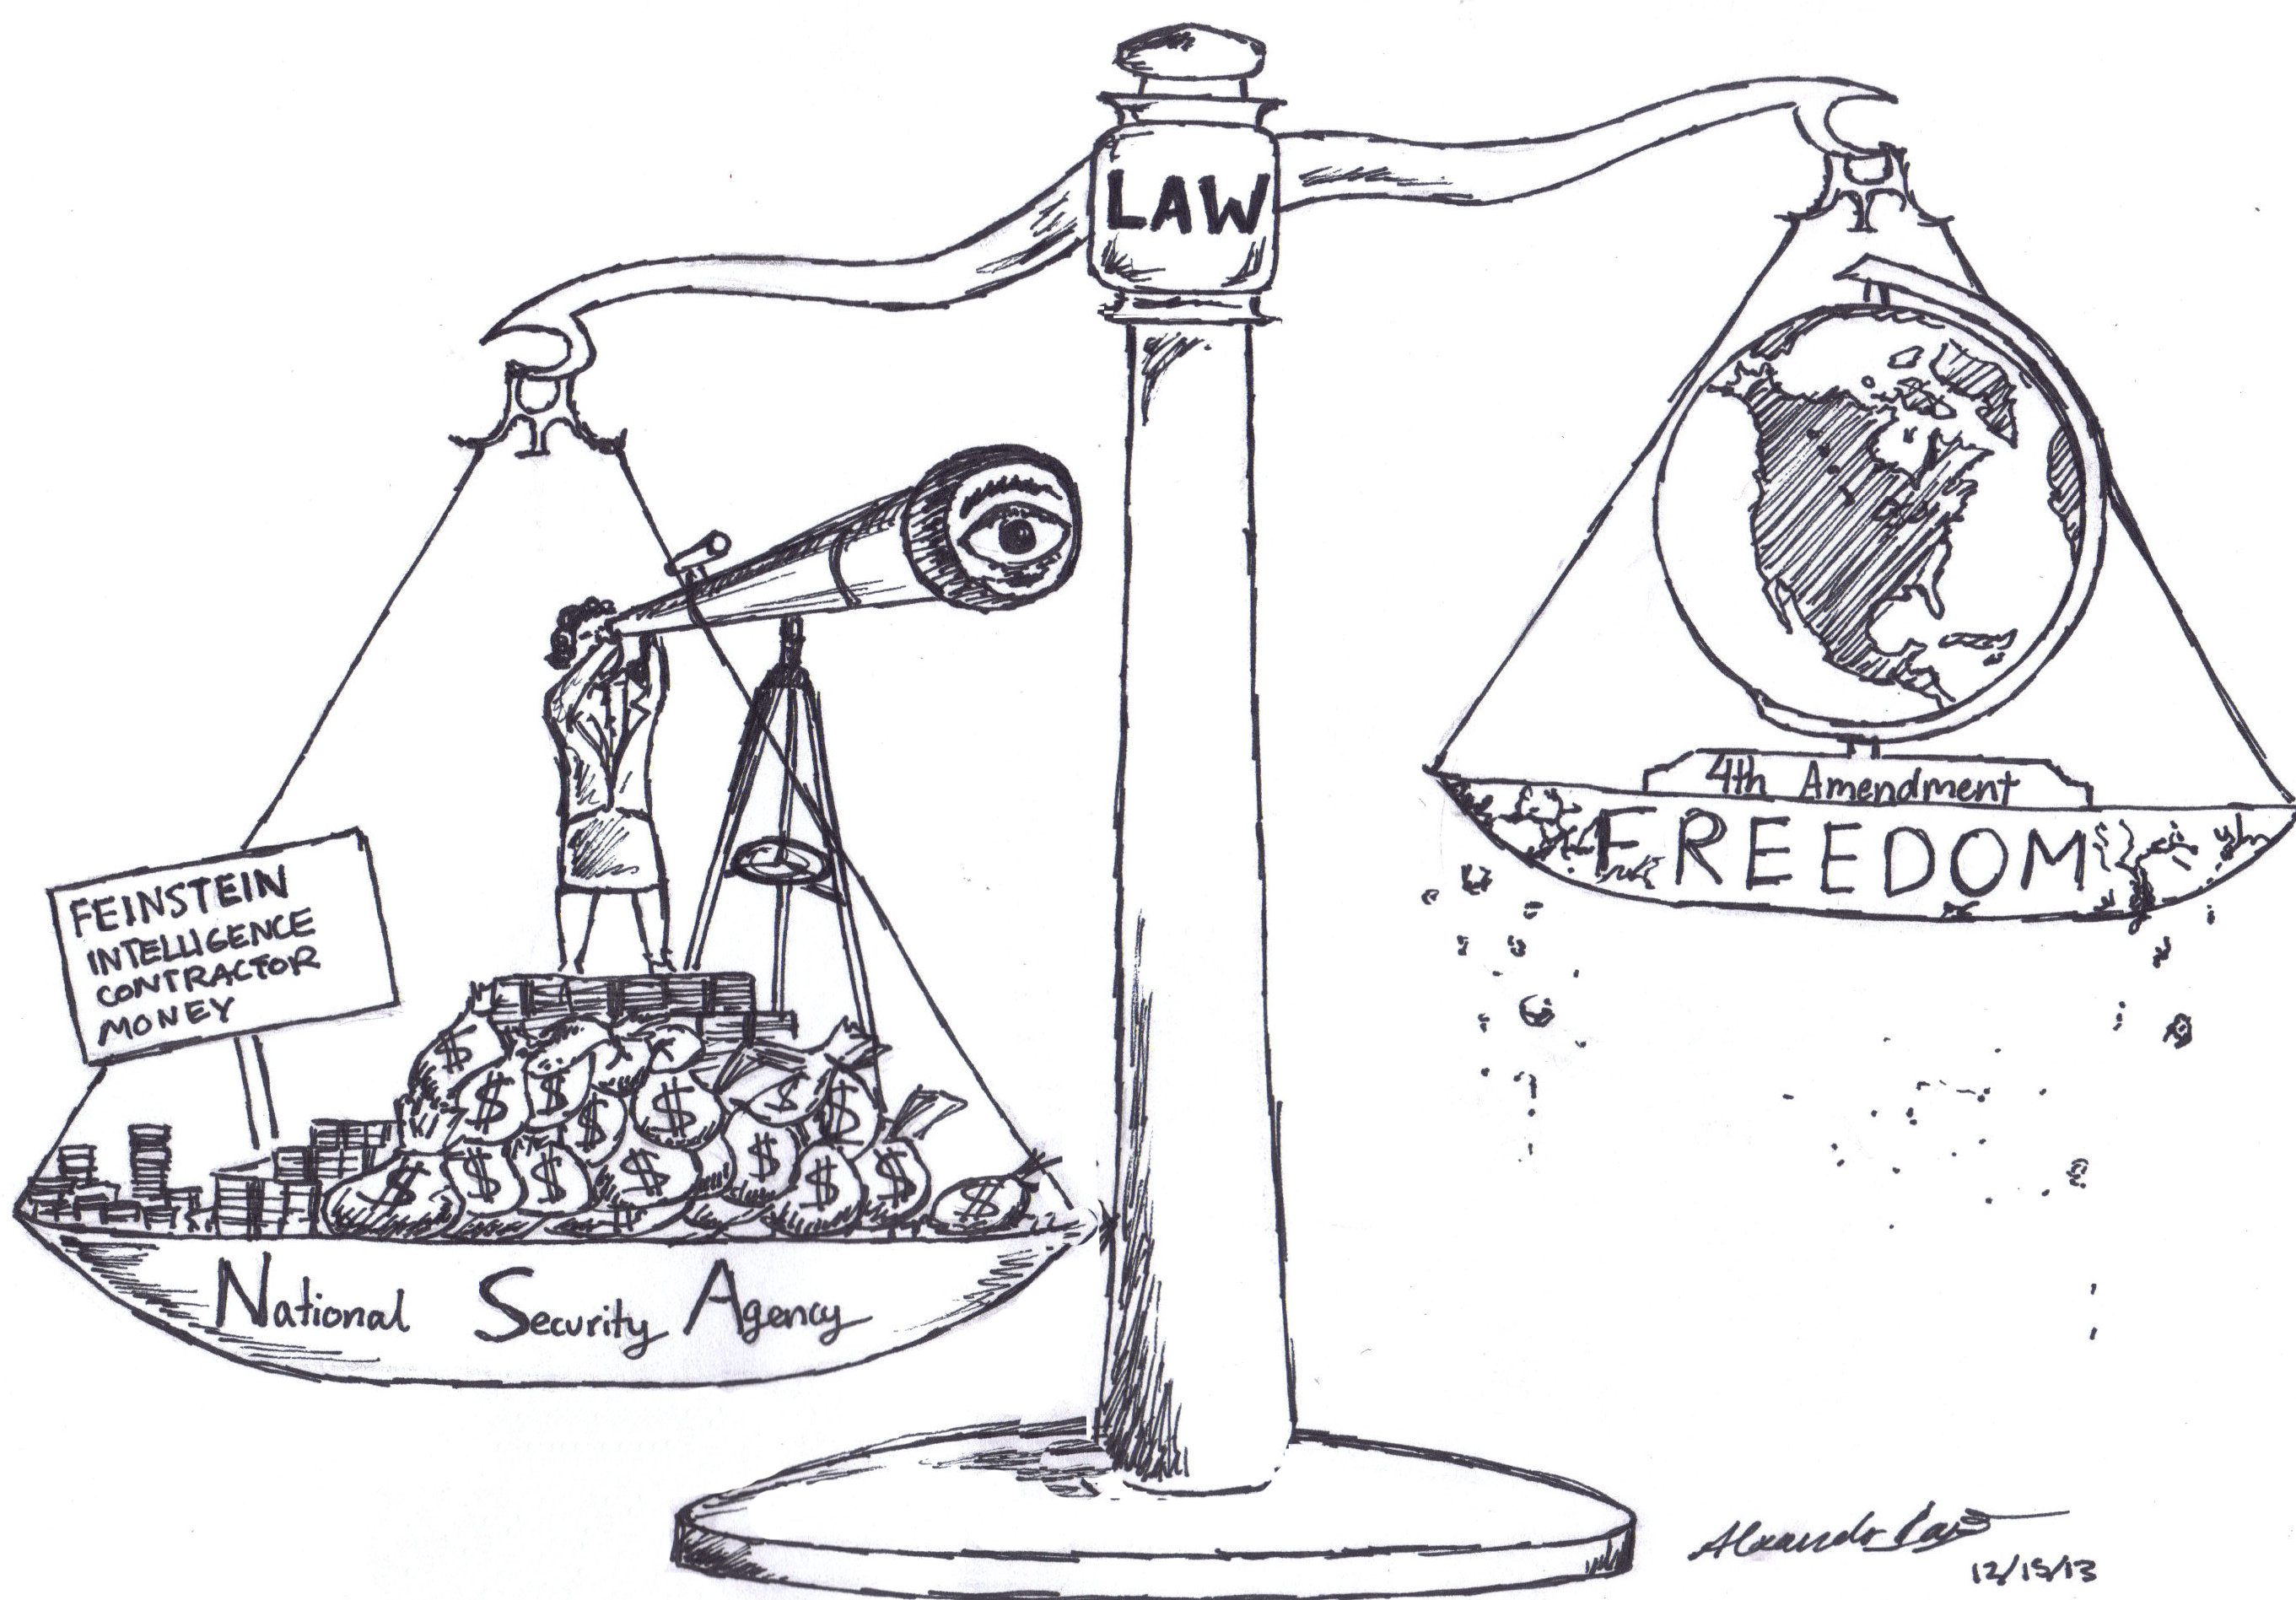 LAW
4th Amendment
FREEDOM
FEINSTEIN
INTELLIGENCE
CONTRACTOR
MONEY
$ $ $ $ $ $ $ $ $ $ $ $ $ $ $
National Security Agency
12/15/13